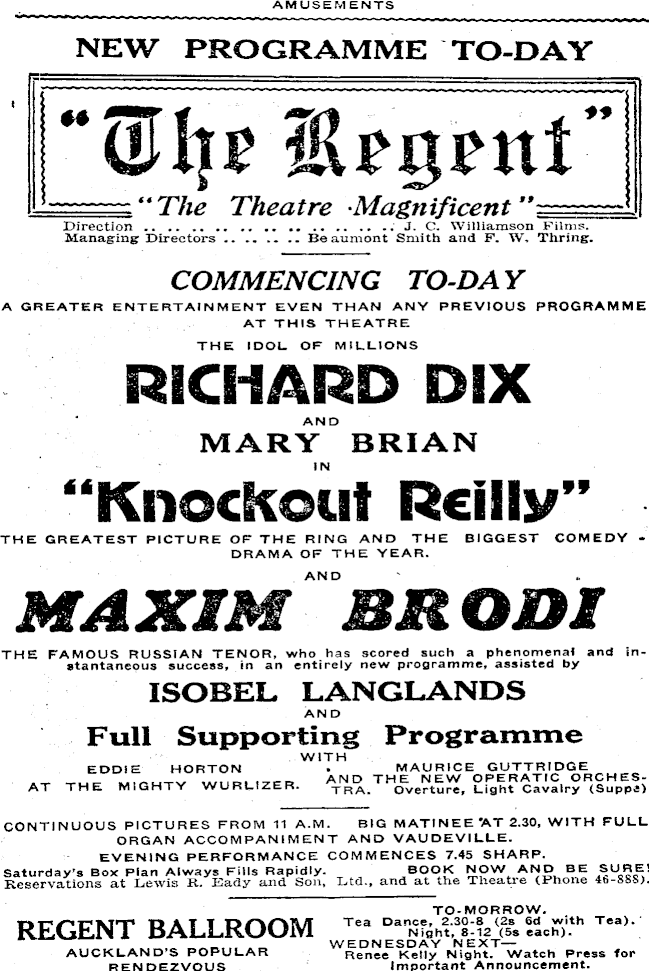 AMUSEMENTS
NEW PROGRAMME TO-DAY
"The Regent"
"The Theatre Magnificent"
Direction .. .. .. .. .. .. .. .. .. .. .. .. J. C. Williamson Films.
Managing Directors .. .. .. .. Beaumont Smith and F. W. Thring.
COMMENCING TO-DAY
A GREATER ENTERTAINMENT EVEN THAN ANY PREVIOUS PROGRAMME
AT THIS THEATRE
THE IDOL OF MILLIONS
RICHARD DIX
AND
MARY BRIAN
IN
"Knockout Reilly"
THE GREATEST PICTURE OF THE RING AND THE BIGGEST COMEDY -
DRAMA OF THE YEAR.
AND
MAXIM BRODI
THE FAMOUS RUSSIAN TENOR, who has scored such a phenomenal and in-
stantaneous success, in an entirely new programme, assisted by
ISOBEL LANGLANDS
AND
Full Supporting Programme
WITH
EDDIE HORTON
AT THE MIGHTY WURLIZER.
MAURICE GUTTRIDGE
AND THE NEW OPERATIC ORCHES-
TRA. Overture, Light Cavalry (Suppé)
CONTINUOUS PICTURES FROM 11 A.M. BIG MATINEE AT 2.30, WITH FULL
ORGAN ACCOMPANIMENT AND VAUDEVILLE.
EVENING PERFORMANCE COMMENCES 7.45 SHARP.
Saturday's Box Plan Always Fills Rapidly. BOOK NOW AND BE SURE!
Reservations at Lewis R. Eady and Son, Ltd., and at the Theatre (Phone 46-888).
REGENT BALLROOM
AUCKLAND'S POPULAR
RENDEZVOUS
TO-MORROW.
Tea Dance, 2.30-8 (2s 6d with Tea).
Night, 8-12 (5s each).
WEDNESDAY NEXT—
Renee Kelly Night. Watch Press for
Important Announcement.